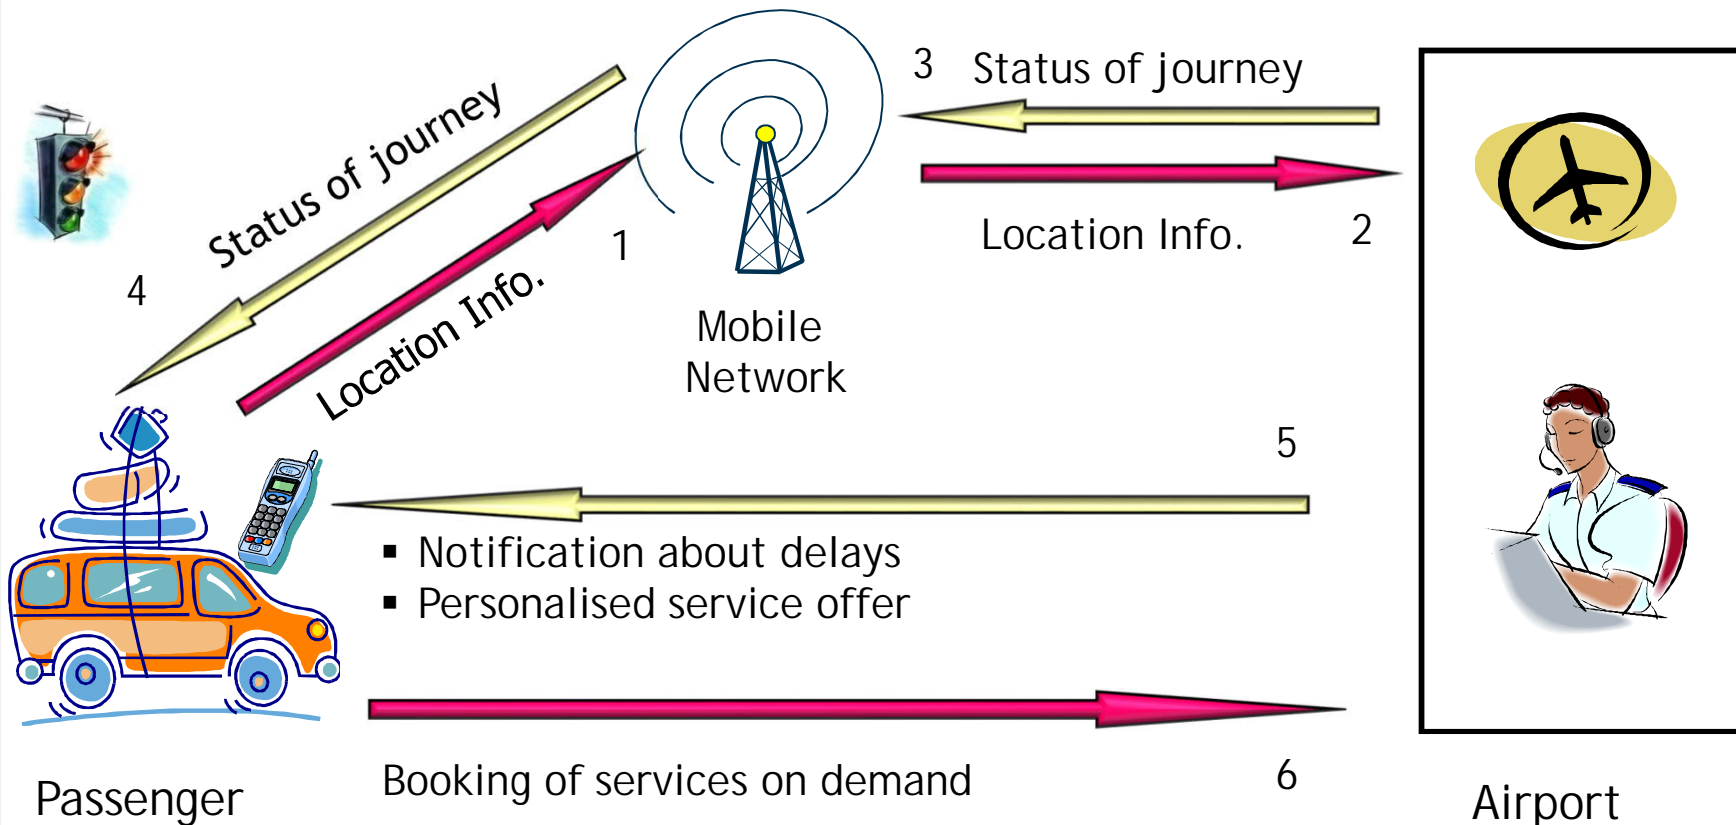 3 Status of journey
Status of journey
1
Location Info. 2
4
Location Info.
Mobile
Network
5
▪ Notification about delays
▪ Personalised service offer
Booking of services on demand 6
Passenger
Airport